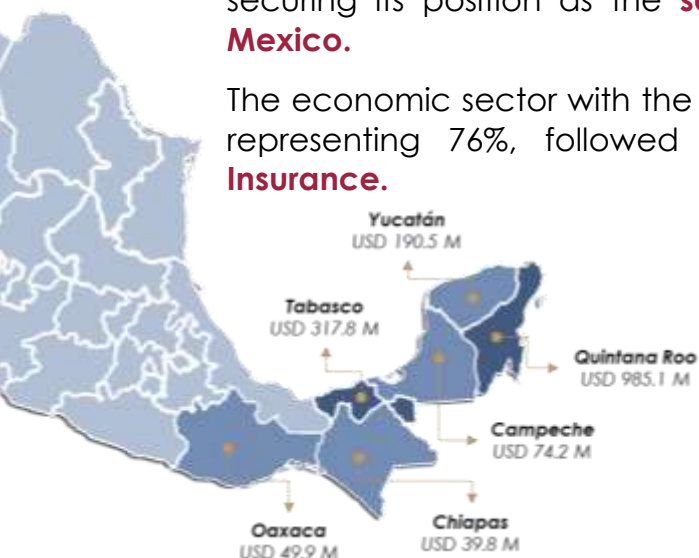 securing its position as the
Mexico.
The economic sector with the
representing 76%, followed
Insurance.
Yucatán
USD 190.5 M
Tabasco
USD 317.8 M
Quintana Roo
USD 985.1 M
Campeche
USD 74.2 M
Chiapas
USD 39.8 M
Oaxaca
USD 49.9 M